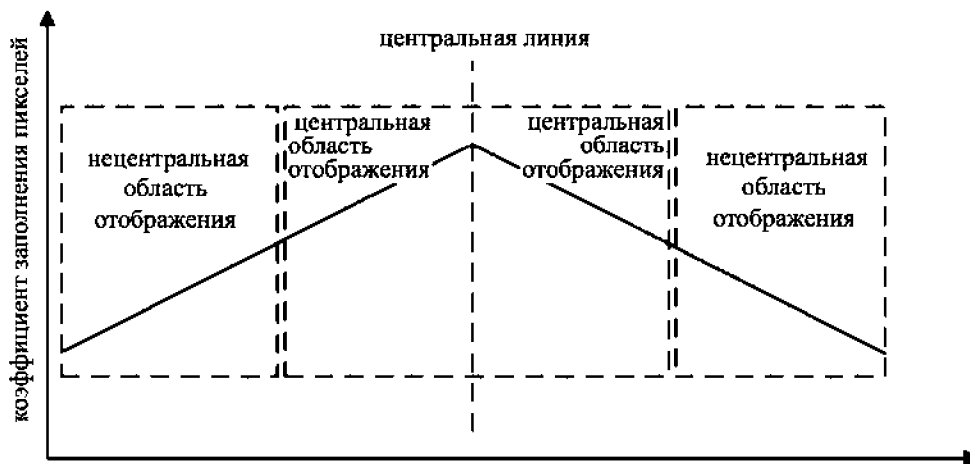 коэффициент заполнения пикселей
центральная линия
нецентральная
область
отображения
центральная
область
отображения
центральная
область
отображения
нецентральная
область
отображения